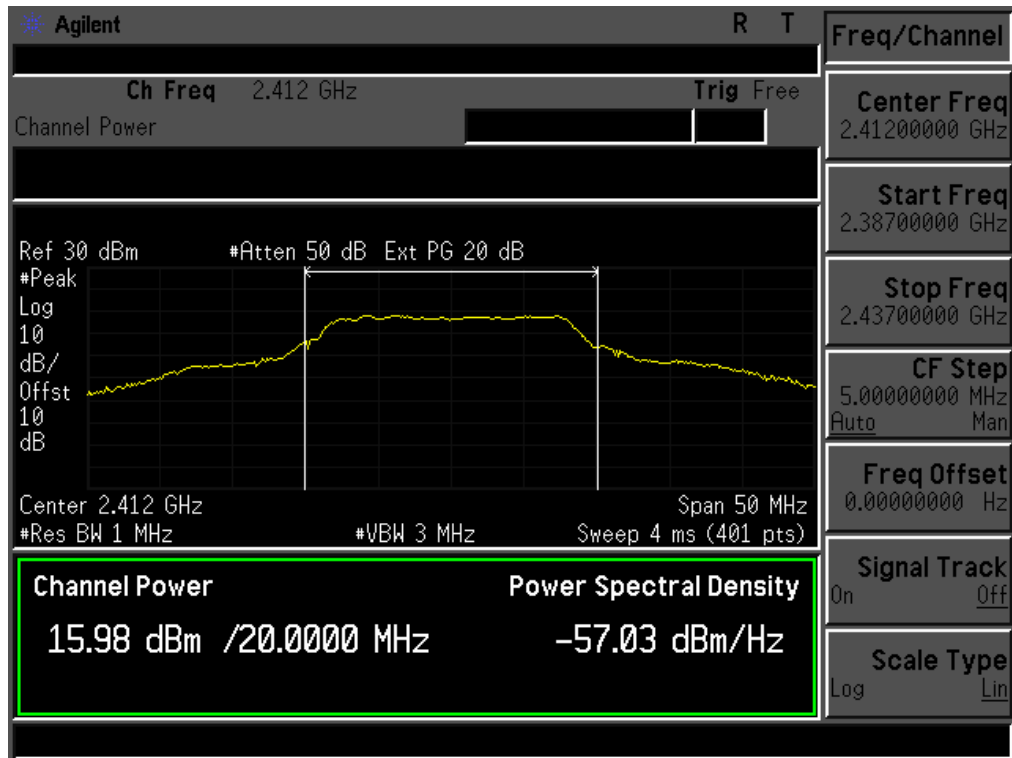 Agilent
R T
Ch Freq 2.412 GHz
Trig Free
Channel Power
Ref 30 dBm #Atten 50 dB Ext PG 20 dB
#Peak
Log
10
dB/
Offst
10
dB
Center 2.412 GHz
Span 50 MHz
#Res BW 1 MHz
#VBW 3 MHz
Sweep 4 ms (401 pts)
Channel Power
Power Spectral Density
15.98 dBm /20.0000 MHz
-57.03 dBm/Hz
Freq/Channel
Center Freq
2.41200000 GHz
Start Freq
2.38700000 GHz
Stop Freq
2.43700000 GHz
CF Step
5.00000000 MHz
Auto Man
Freq Offset
0.00000000 Hz
Signal Track
On Off
Scale Type
Log Lin